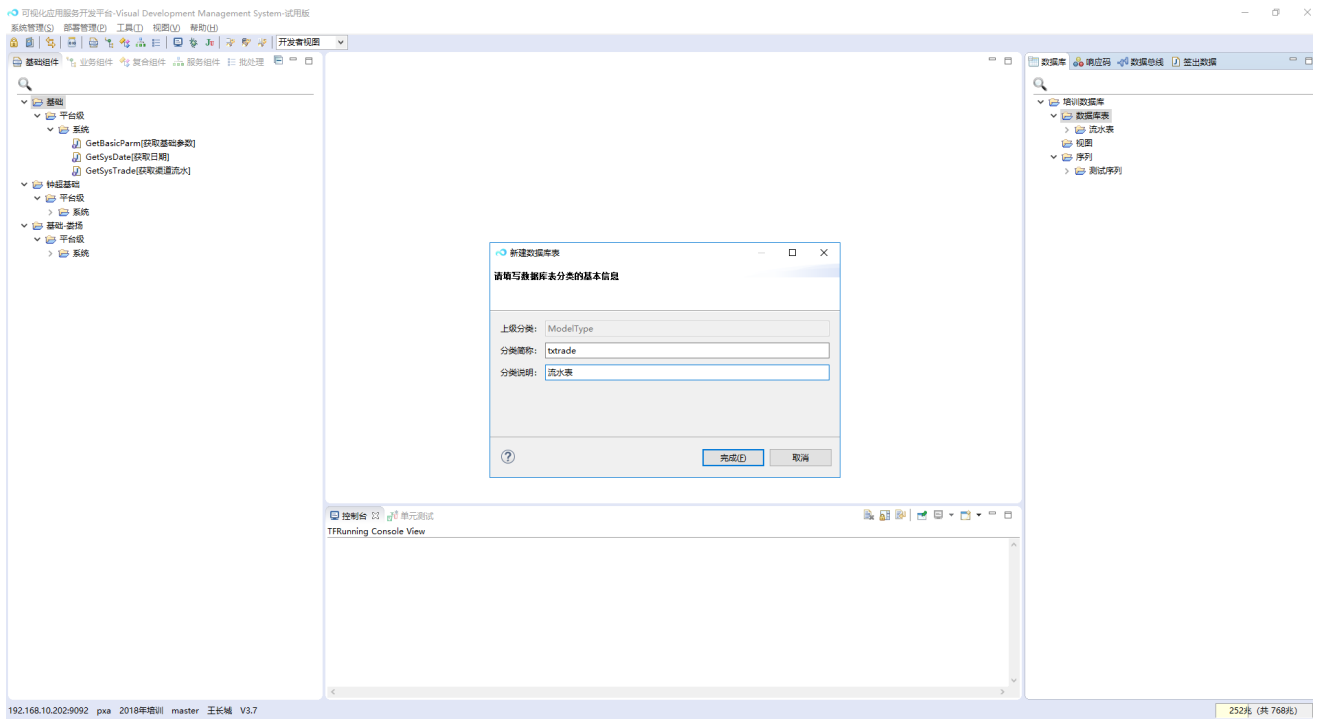 可视化应用服务开发平台-Visual Development Management System-试用版
系统管理(S) 部署管理(P) 工具(T) 视图(V) 帮助(H)
开发者视图
基础组件 业务组件 复合组件 服务组件 批处理
基础
平台级
系统
GetBasicParm[获取基础参数]
GetSysDate[获取日期]
GetSysTrade[获取渠道流水]
钟超基础
平台级
系统
基础-娄扬
平台级
系统
新建数据库表
请填写数据库表分类的基本信息
上级分类: ModelType
分类简称: txtrade
分类说明: 流水表
完成(F) 取消
控制台 单元测试
TFRunning Console View
数据库 响应码 数据总线 签出数据
培训数据库
数据库表
流水表
视图
序列
测试序列
192.168.10.202:9092 pxa 2018年培训 master 王长城 V3.7
252兆 (共 768兆)